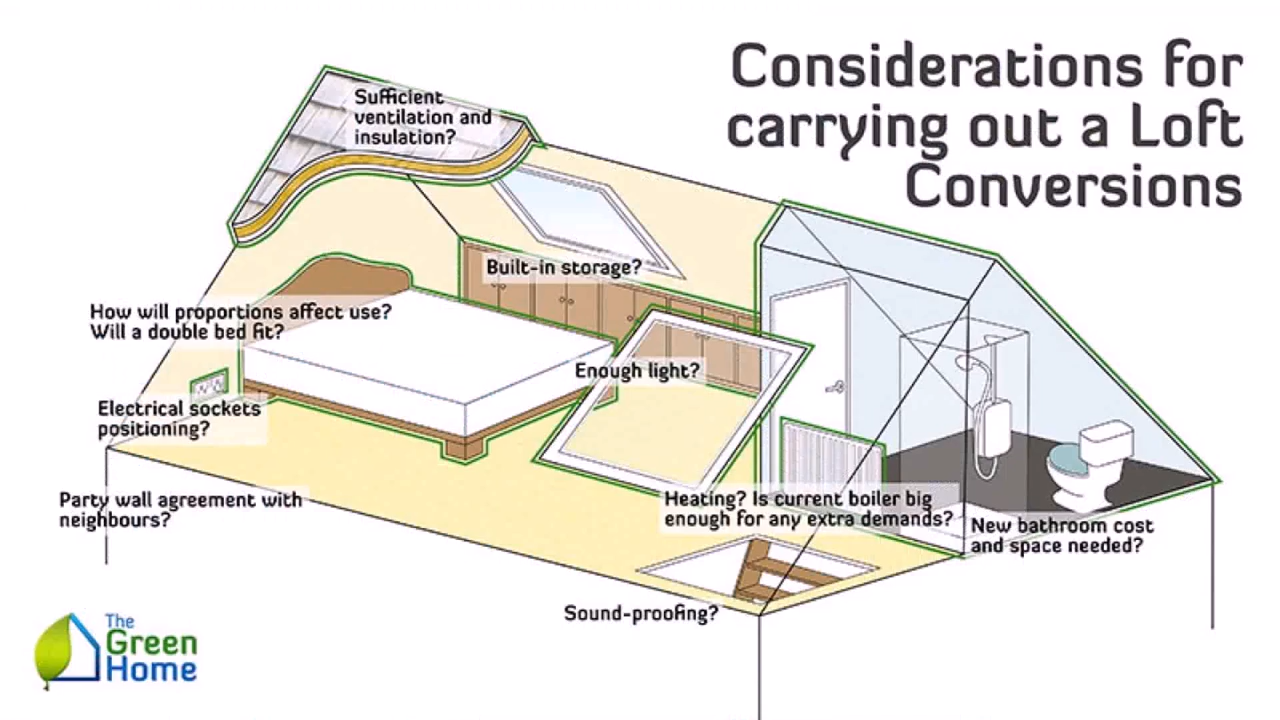 Considerations for
carrying out a Loft
Conversions
Sufficient
ventilation and
insulation?
Built-in storage?
How will proportions affect use?
Will a double bed fit?
Enough light?
Electrical sockets
positioning?
Party wall agreement with
neighbours?
Heating? Is current boiler big
enough for any extra demands?
New bathroom cost
and space needed?
Sound-proofing?
The
Green
Home